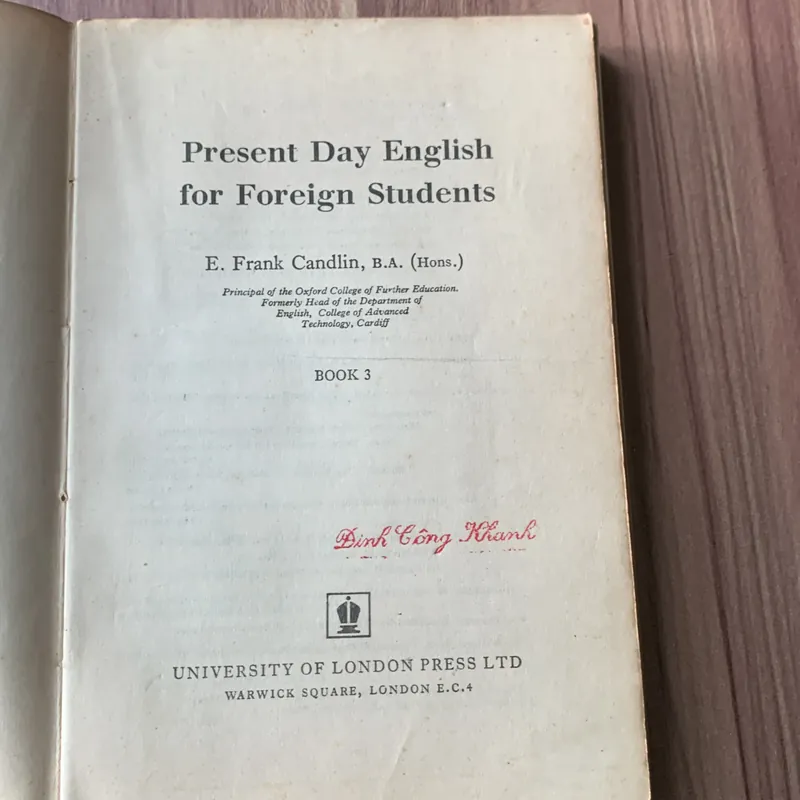 Present Day English
for Foreign Students
E. Frank Candlin, B.A. (Hons.)
Principal of the Oxford College of Further Education.
Formerly Head of the Department of
English, College of Advanced
Technology, Cardiff
BOOK 3
Đinh Công Khanh
UNIVERSITY OF LONDON PRESS LTD
WARWICK SQUARE, LONDON E.C.4